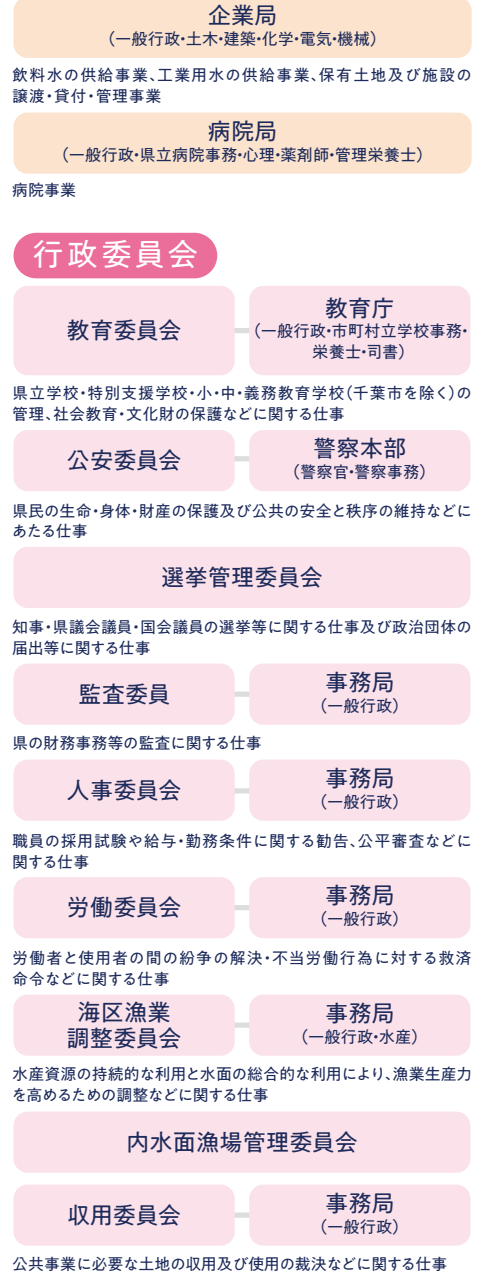 企業局
（一般行政・土木・建築・化学・電気・機械）
飲料水の供給事業、工業用水の供給事業、保有土地及び施設の
譲渡・貸付・管理事業
病院局
（一般行政・県立病院事務・心理・薬剤師・管理栄養士）
病院事業
行政委員会
教育委員会
教育庁
（一般行政・市町村立学校事務・
栄養士・司書）
県立学校・特別支援学校・小・中・義務教育学校（千葉市を除く）の
管理、社会教育・文化財の保護などに関する仕事
公安委員会
警察本部
（警察官・警察事務）
県民の生命・身体・財産の保護及び公共の安全と秩序の維持などに
あたる仕事
選挙管理委員会
知事・県議会議員・国会議員の選挙等に関する仕事及び政治団体の
届出等に関する仕事
監査委員
事務局
（一般行政）
県の財務事務等の監査に関する仕事
人事委員会
事務局
（一般行政）
職員の採用試験や給与・勤務条件に関する勧告、公平審査などに
関する仕事
労働委員会
事務局
（一般行政）
労働者と使用者の間の紛争の解決・不当労働行為に対する救済
命令などに関する仕事
海区漁業
調整委員会
事務局
（一般行政・水産）
水産資源の持続的な利用と水面の総合的な利用により、漁業生産力
を高めるための調整などに関する仕事
内水面漁場管理委員会
収用委員会
事務局
（一般行政）
公共事業に必要な土地の収用及び使用の裁決などに関する仕事